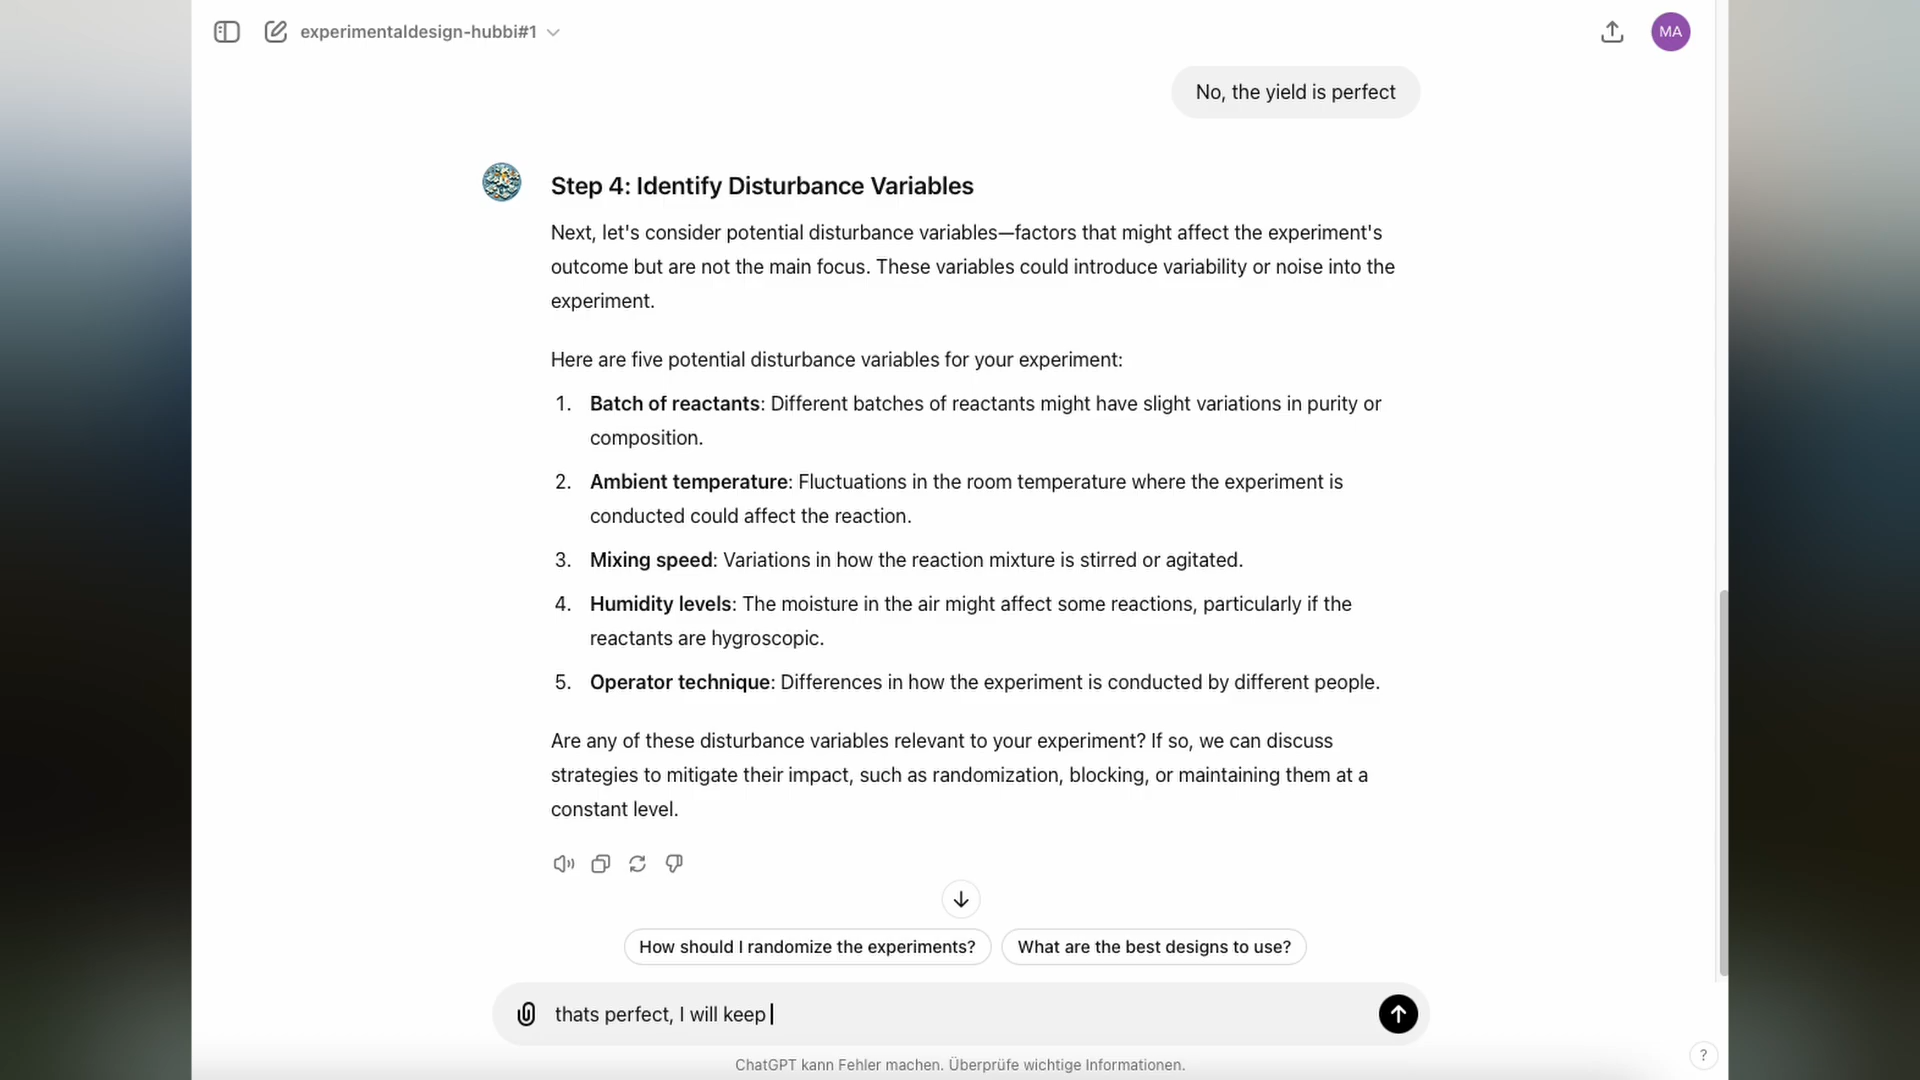 experimentaldesign-hubbi#1
MA
No, the yield is perfect
Step 4: Identify Disturbance Variables
Next, let's consider potential disturbance variables—factors that might affect the experiment's
outcome but are not the main focus. These variables could introduce variability or noise into the
experiment.
Here are five potential disturbance variables for your experiment:
1. Batch of reactants: Different batches of reactants might have slight variations in purity or
composition.
2. Ambient temperature: Fluctuations in the room temperature where the experiment is
conducted could affect the reaction.
3. Mixing speed: Variations in how the reaction mixture is stirred or agitated.
4. Humidity levels: The moisture in the air might affect some reactions, particularly if the
reactants are hygroscopic.
5. Operator technique: Differences in how the experiment is conducted by different people.
Are any of these disturbance variables relevant to your experiment? If so, we can discuss
strategies to mitigate their impact, such as randomization, blocking, or maintaining them at a
constant level.
How should I randomize the experiments?
What are the best designs to use?
thats perfect, I will keep
ChatGPT kann Fehler machen. Überprüfe wichtige Informationen.
?